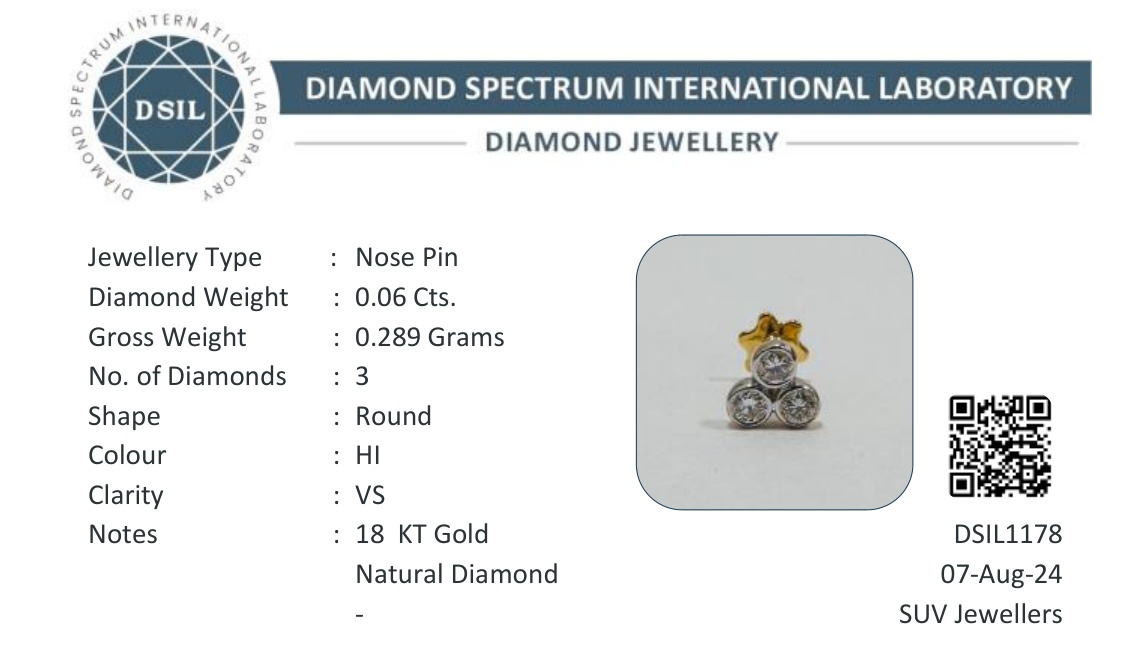 DIAMOND SPECTRUM INTERNATIONAL LABORATORY
DSIL
DIAMOND SPECTRUM INTERNATIONAL LABORATORY
DIAMOND JEWELLERY
Jewellery Type : Nose Pin
Diamond Weight : 0.06 Cts.
Gross Weight : 0.289 Grams
No. of Diamonds : 3
Shape : Round
Colour : HI
Clarity : VS
Notes : 18 KT Gold
Natural Diamond
-
DSIL1178
07-Aug-24
SUV Jewellers